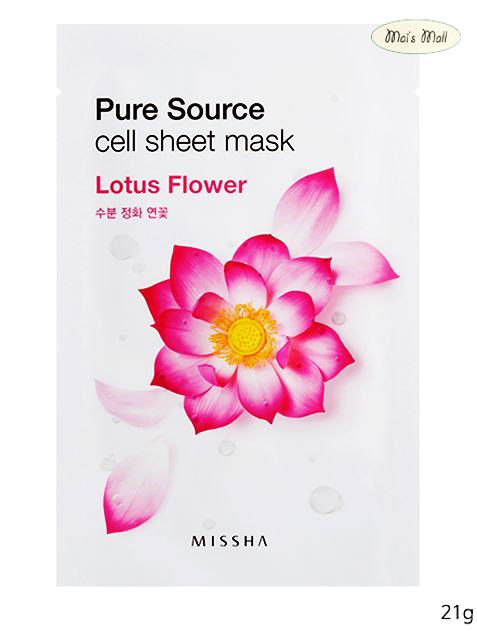 Mai's Mall
Pure Source
cell sheet mask
Lotus Flower
수분 정화 연꽃
MISSHA
21g